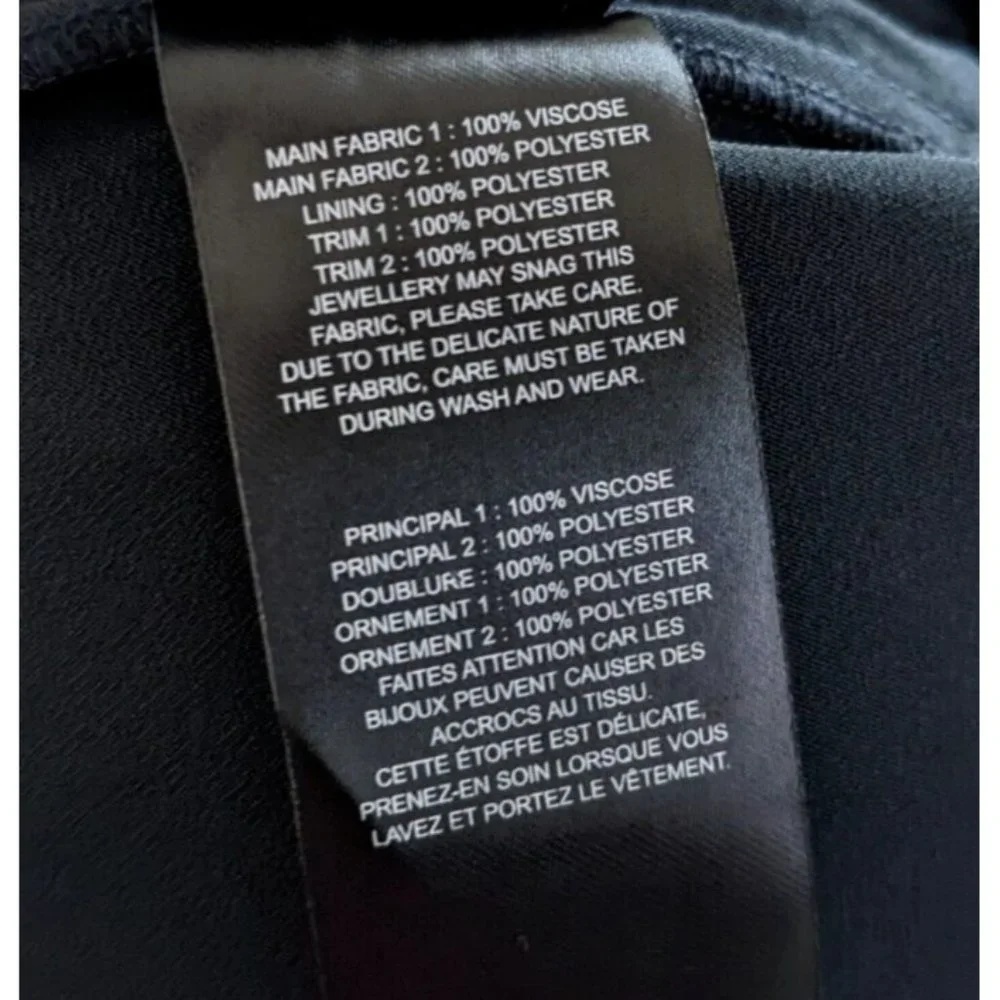 MAIN FABRIC 1 : 100% VISCOSE
MAIN FABRIC 2 : 100% POLYESTER
LINING : 100% POLYESTER
TRIM 1 : 100% POLYESTER
TRIM 2 : 100% POLYESTER
JEWELLERY MAY SNAG THIS
FABRIC, PLEASE TAKE CARE.
DUE TO THE DELICATE NATURE OF
THE FABRIC, CARE MUST BE TAKEN
DURING WASH AND WEAR.
PRINCIPAL 1 : 100% VISCOSE
PRINCIPAL 2 : 100% POLYESTER
DOUBLURE : 100% POLYESTER
ORNEMENT 1 : 100% POLYESTER
ORNEMENT 2 : 100% POLYESTER
FAITES ATTENTION CAR LES
BIJOUX PEUVENT CAUSER DES
ACCROCS AU TISSU.
CETTE ÉTOFFE EST DÉLICATE,
PRENEZ-EN SOIN LORSQUE VOUS
LAVEZ ET PORTEZ LE VÊTEMENT.